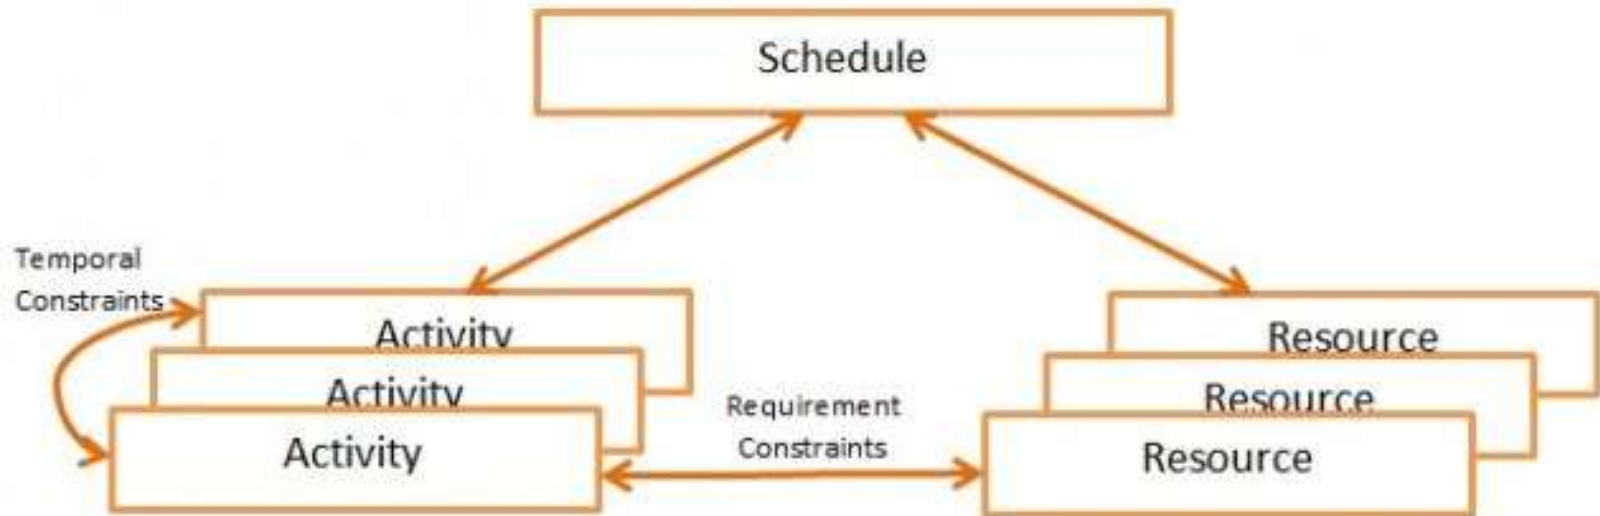 Schedule
Temporal
Constraints
Activity
Activity
Activity
Requirement
Constraints
Resource
Resource
Resource